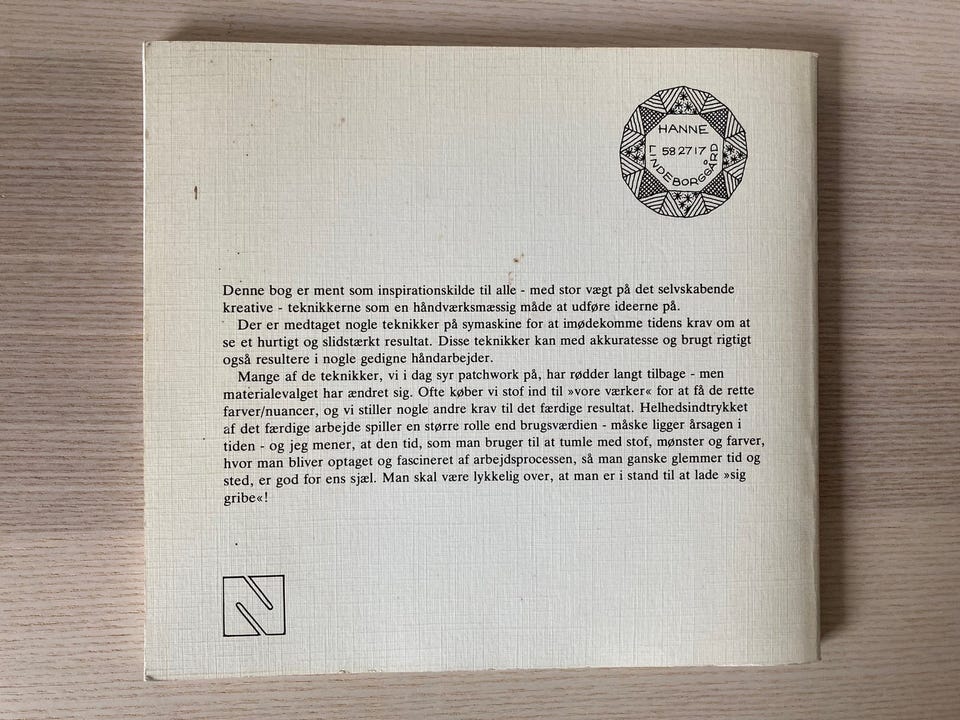 HANNE
58 27 17
LINDEBORGGÅRD
Denne bog er ment som inspirationskilde til alle - med stor vægt på det selvskabende
kreative - teknikkerne som en håndværksmæssig måde at udføre ideerne på.
Der er medtaget nogle teknikker på symaskine for at imødekomme tidens krav om at
se et hurtigt og slidstærkt resultat. Disse teknikker kan med akkuratesse og brugt rigtigt
også resultere i nogle gedigne håndarbejder.
Mange af de teknikker, vi i dag syr patchwork på, har rødder langt tilbage - men
materialevalget har ændret sig. Ofte køber vi stof ind til »vore værker« for at få de rette
farver/nuancer, og vi stiller nogle andre krav til det færdige resultat. Helhedsindtrykket
af det færdige arbejde spiller en større rolle end brugsværdien - måske ligger årsagen i
tiden - og jeg mener, at den tid, som man bruger til at tumle med stof, mønster og farver,
hvor man bliver optaget og fascineret af arbejdsprocessen, så man ganske glemmer tid og
sted, er god for ens sjæl. Man skal være lykkelig over, at man er i stand til at lade »sig
gribe«!